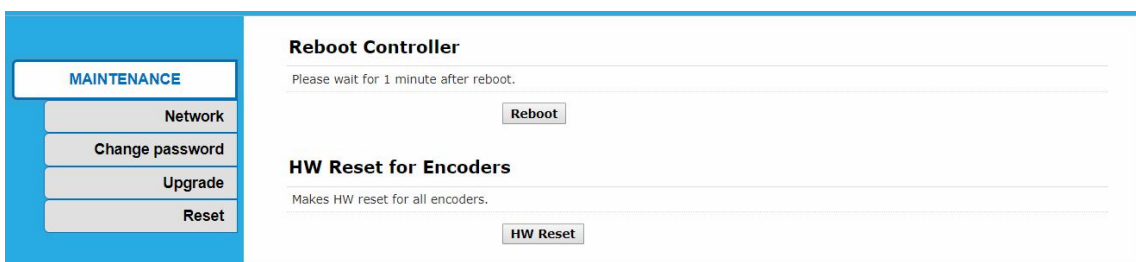 MAINTENANCE
Network
Change password
Upgrade
Reset
Reboot Controller
Please wait for 1 minute after reboot.
Reboot
HW Reset for Encoders
Makes HW reset for all encoders.
HW Reset